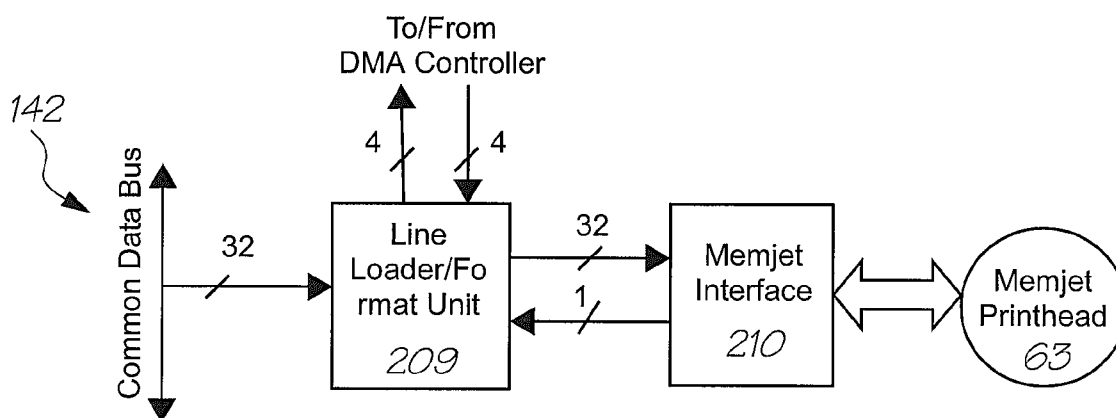 To/From
DMA Controller
142
4
4
Common Data Bus
32
Line
Loader/Fo
rmat Unit
209
32
1
Memjet
Interface
210
Memjet
Printhead
63